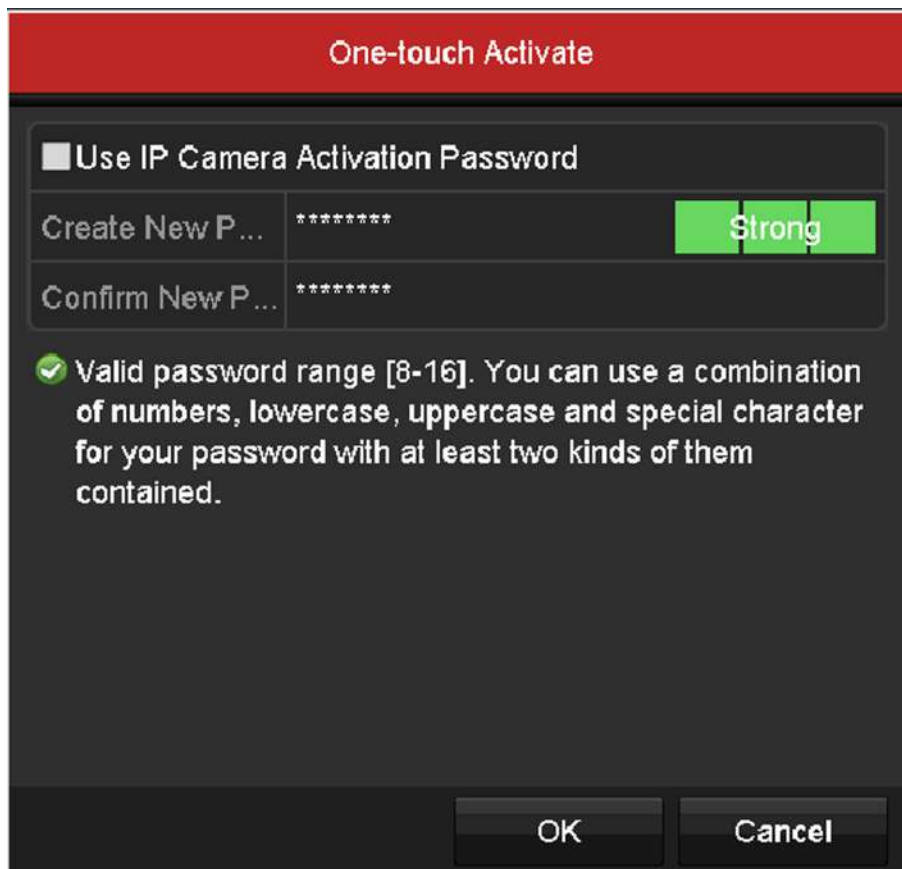 One-touch Activate
Use IP Camera Activation Password
Create New P... ******** Strong
Confirm New P... ********
Valid password range [8-16]. You can use a combination
of numbers, lowercase, uppercase and special character
for your password with at least two kinds of them
contained.
OK Cancel